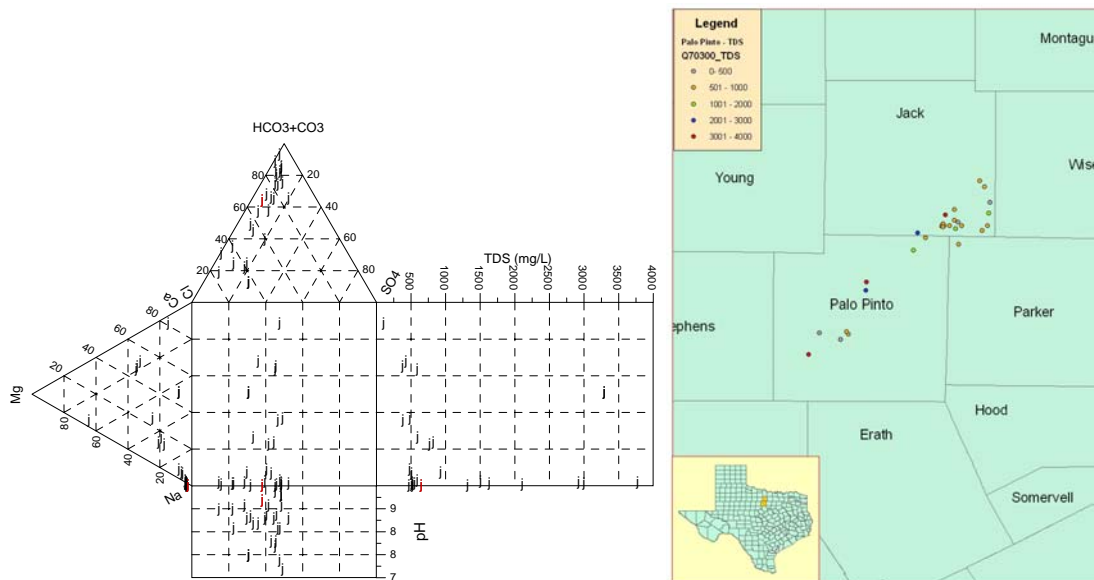 HCO3+CO3
80 20
60 40
40 60
20 80
Ca Cl
SO4
TDS (mg/L)
500 1000 1500 2000 2500 3000 3500 4000
80
60
40
20
Mg
80
60
40
20
Na
9
8
8
7
pH
Legend
Palo Pinto - TDS
Q70300_TDS
0- 500
501 - 1000
1001 - 2000
2001 - 3000
3001 - 4000
Montagu
Jack
Wise
Young
Palo Pinto
Parker
ephens
Hood
Erath
Somervell